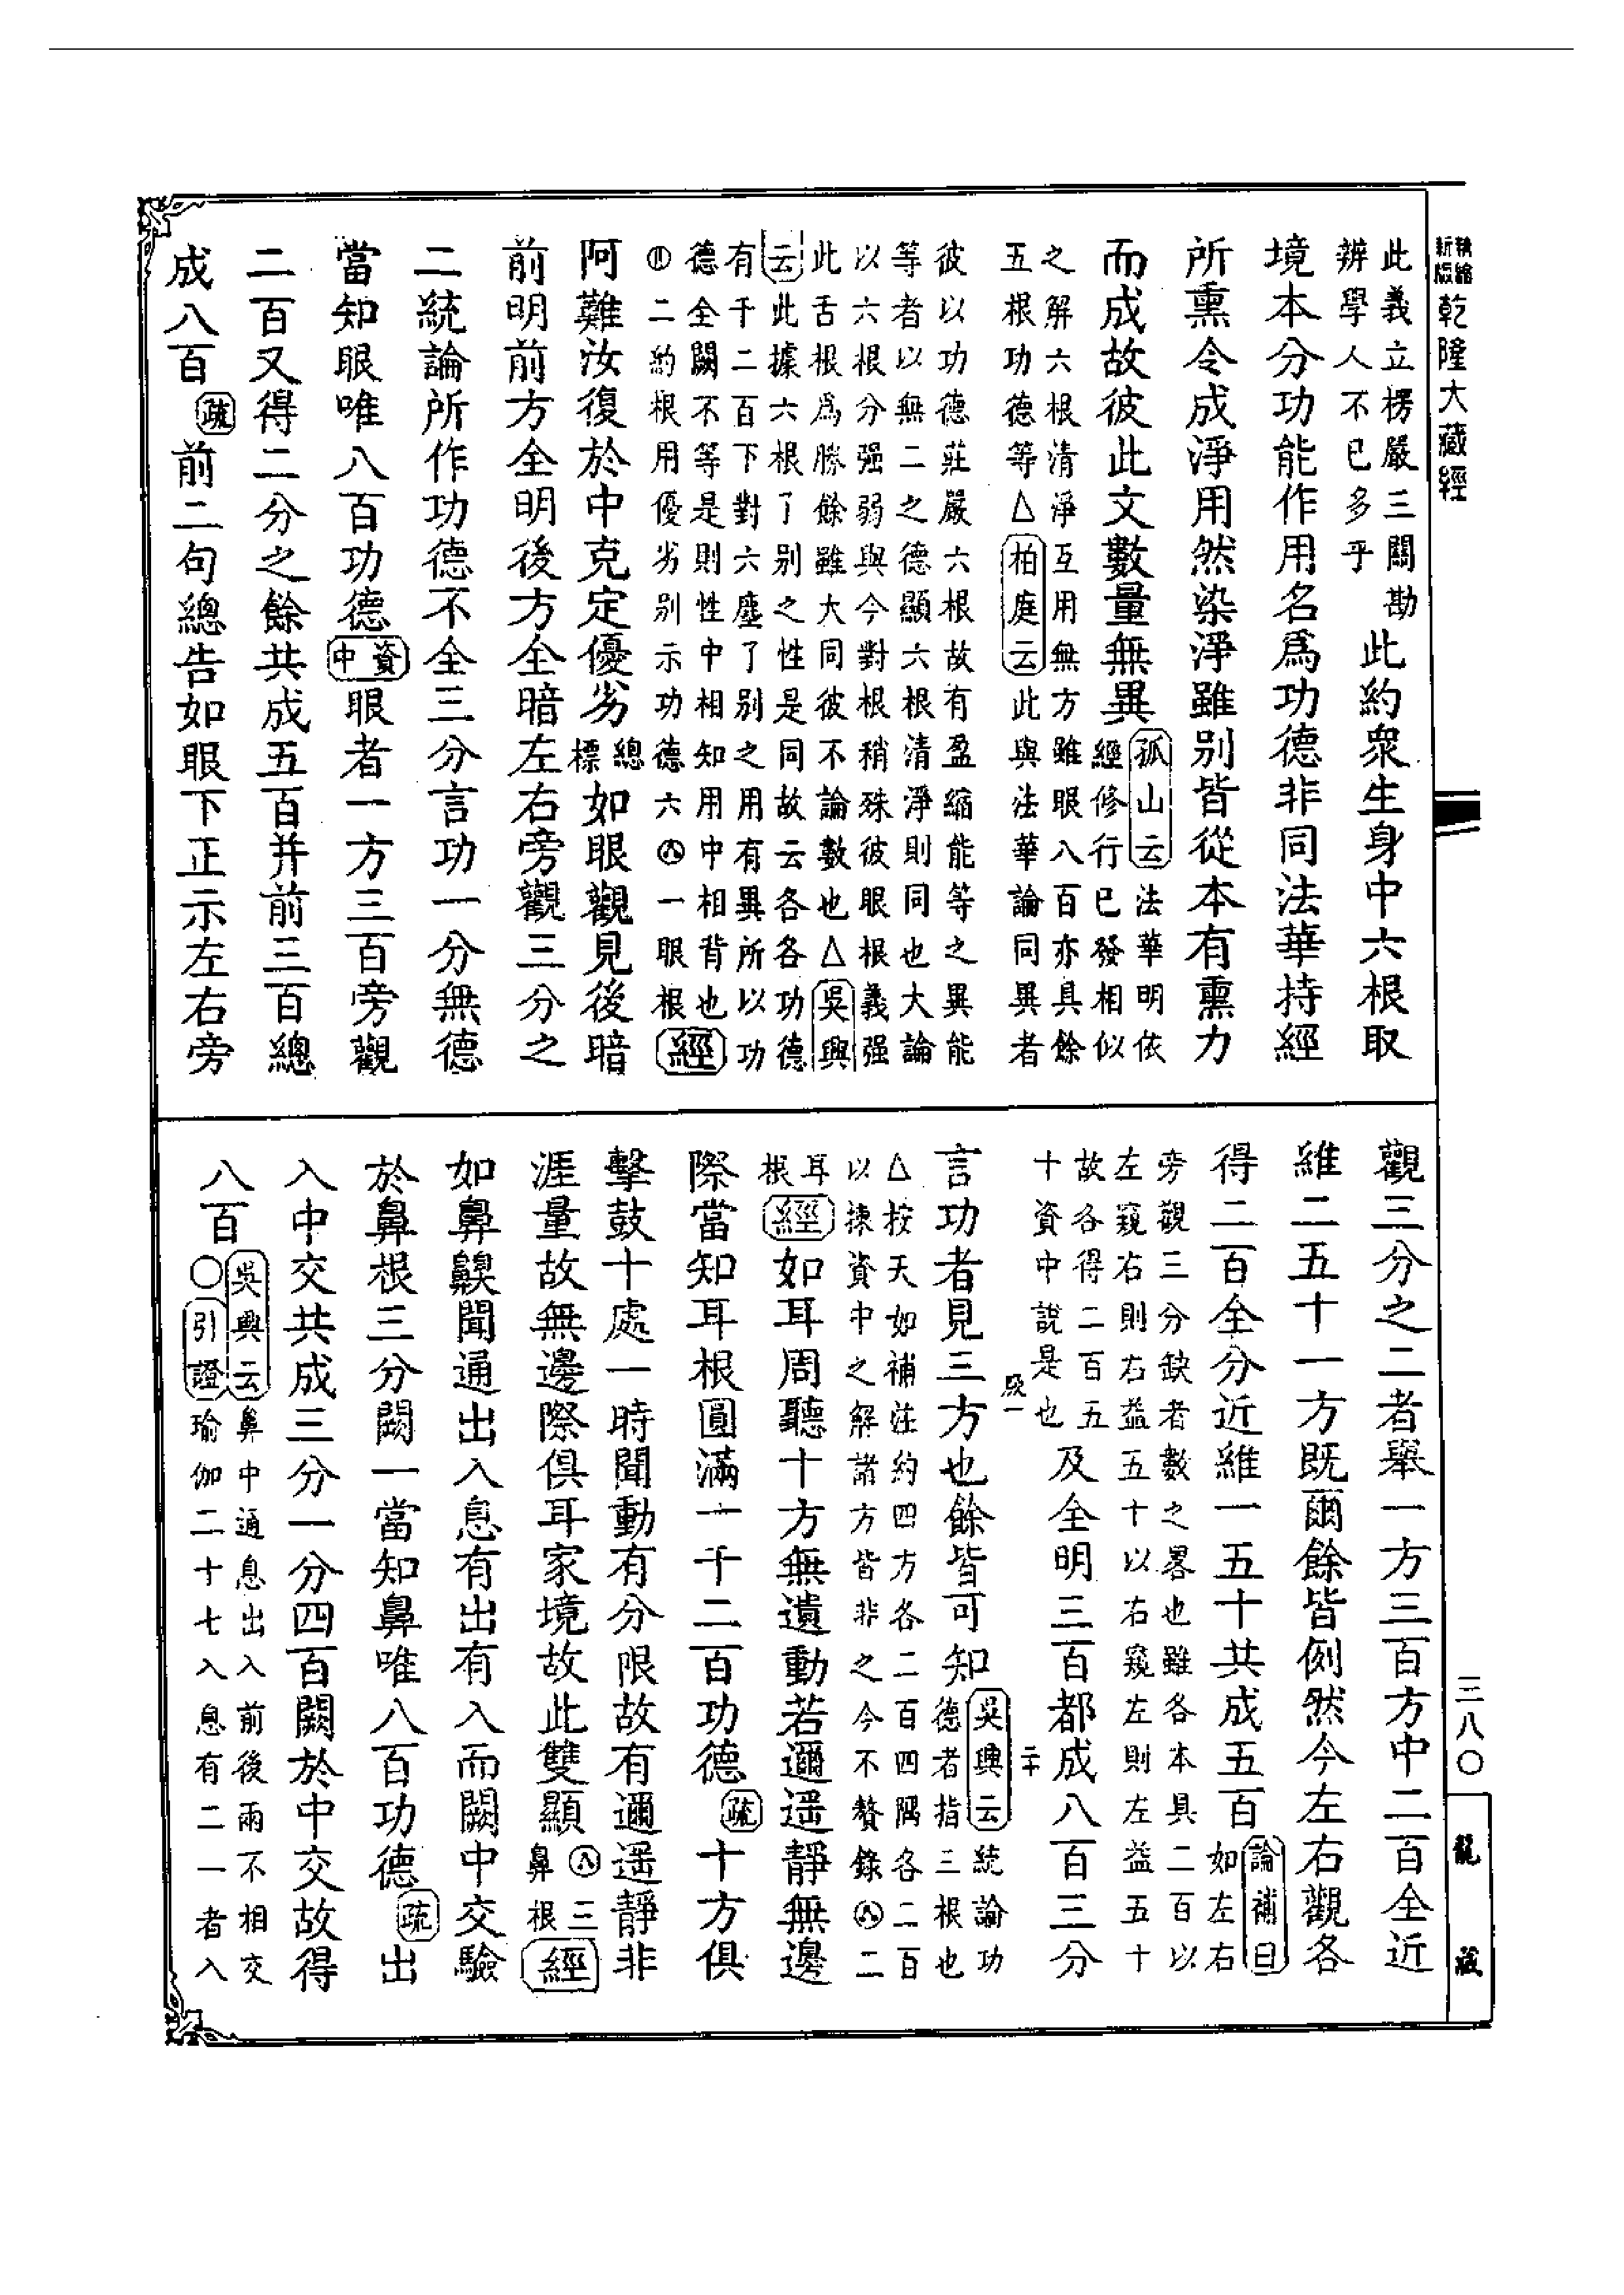 新版精縮乾隆大藏經
此義立楞嚴三關勘
辨學人不已多乎
此約衆生身中六根取
境本分功能作用名爲功德非同法華持經
所熏令成淨用然染淨雖别皆從本有熏力
而成故彼此文數量無異
孤山云法華明依
經修行已發相似
之解六根清淨互用無方雖眼八百亦具餘
五根功德等△柏庭云此與法華論同異者
彼以功德莊嚴六根故有盈縮能等之異能
等者以無二之德顯六根清淨則同也大論
以六根分强弱與今對根稍殊彼眼根義强
此舌根爲勝餘雖大同彼不論數也△吳興
云此據六根了别之性是同故云各各功德
有千二百下對六塵了别之用有異所以功
德全闕不等是則性中相知用中相背也
㊀二約根用優劣别示功德六㊇一眼根
經
阿難汝復於中克定優劣
總標
如眼觀見後暗
前明前方全明後方全暗左右旁觀三分之
二統論所作功德不全三分言功一分無德
當知眼唯八百功德資中眼者一方三百旁觀
二百又得二分之餘共成五百并前三百總
成八百疏前二句總告如眼下正示左右旁
觀三分之二者舉一方三百方中二百全近
維二五十一方既爾餘皆例然今左右觀各
得二百全分近維一五十共成五百
論補曰
如左右
旁觀三分缺者數之畧也雖各本具二百以
左窺右則右益五十以右窺左則左益五十
故各得二百五
十資中說是也
及全明三百都成八百三分
言功者見三方也餘皆可知
吳興云統論功
德者指三根也
△按天如補注約四方各二百四隅各二百
以揀資中之解諸方皆非之今不贅錄㊇二
耳根
經如耳周聽十方無遺動若邇遥靜無邊
際當知耳根圓滿一千二百功德疏十方俱
擊鼓十處一時聞動有分限故有邇遥靜非
涯量故無邊際俱耳家境故此雙顯
㊇三
鼻根
經
如鼻齅聞通出入息有出有入而闕中交驗
於鼻根三分闕一當知鼻唯八百功德疏出
入中交共成三分一分四百闕於中交故得
八百
吳興云鼻中通息出入前後兩不相交
○引證瑜伽二十七入息有二一者入
三八〇
龍藏